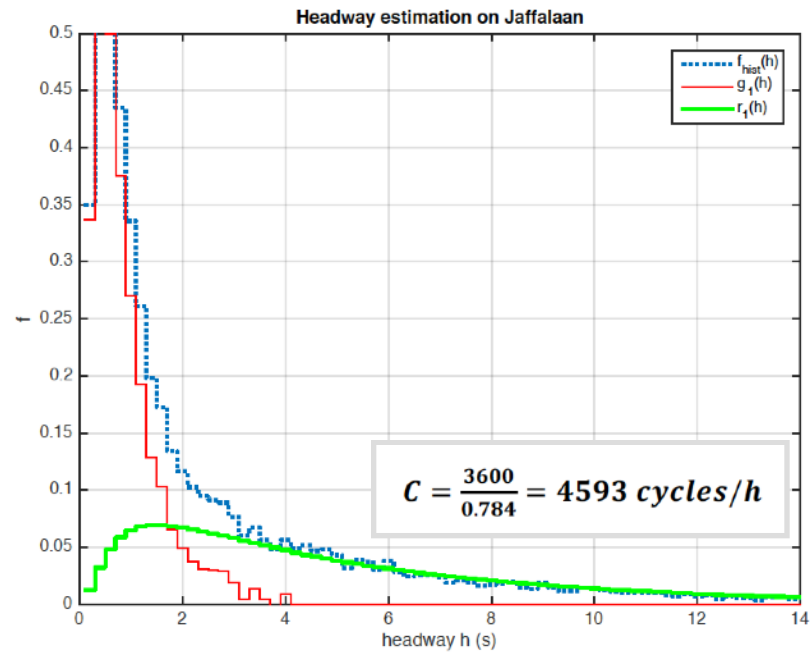 Headway estimation on Jaffalaan
0.5
0.45
0.4
0.35
0.3
0.25
0.2
0.15
0.1
0.05
0
f
f_hist(h)
g_1(h)
r_1(h)
C = 3600/0.784 = 4593 cycles/h
0 2 4 6 8 10 12 14
headway h (s)